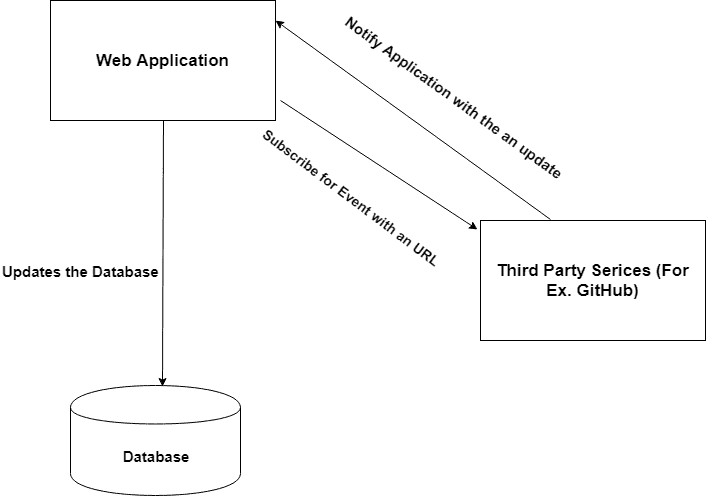 Web Application
Notify Application with the an update
Subscribe for Event with an URL
Updates the Database
Third Party Serices (For
Ex. GitHub)
Database